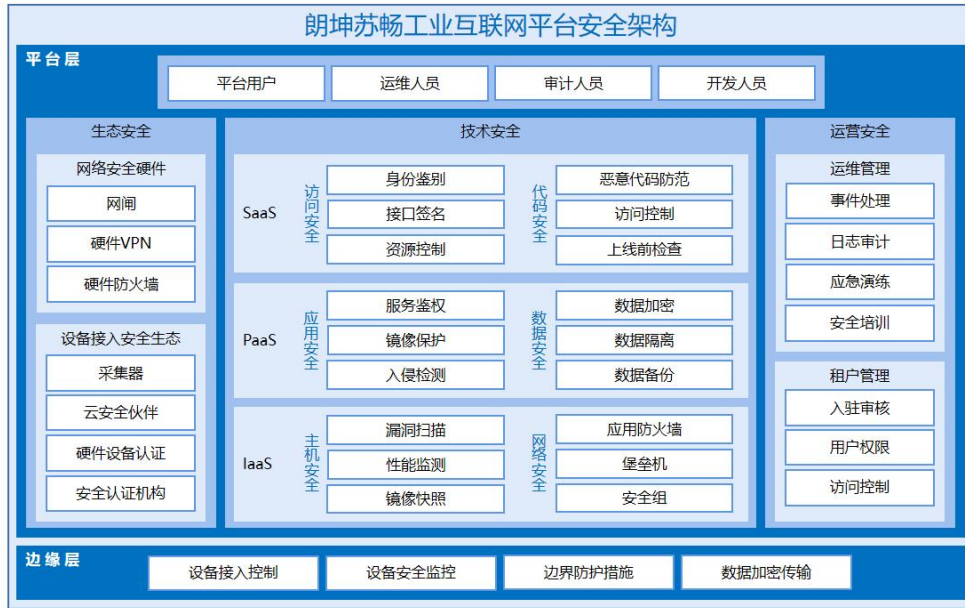 朗坤苏畅工业互联网平台安全架构
平台层
平台用户
运维人员
审计人员
开发人员
生态安全
网络安全硬件
网闸
硬件VPN
硬件防火墙
设备接入安全生态
采集器
云安全伙伴
硬件设备认证
安全认证机构
技术安全
SaaS
访问安全
身份鉴别
接口签名
资源控制
代码安全
恶意代码防范
访问控制
上线前检查
PaaS
应用安全
服务鉴权
镜像保护
入侵检测
数据安全
数据加密
数据隔离
数据备份
IaaS
主机安全
漏洞扫描
性能监测
镜像快照
网络安全
应用防火墙
堡垒机
安全组
运营安全
运维管理
事件处理
日志审计
应急演练
安全培训
租户管理
入驻审核
用户权限
访问控制
边缘层
设备接入控制
设备安全监控
边界防护措施
数据加密传输